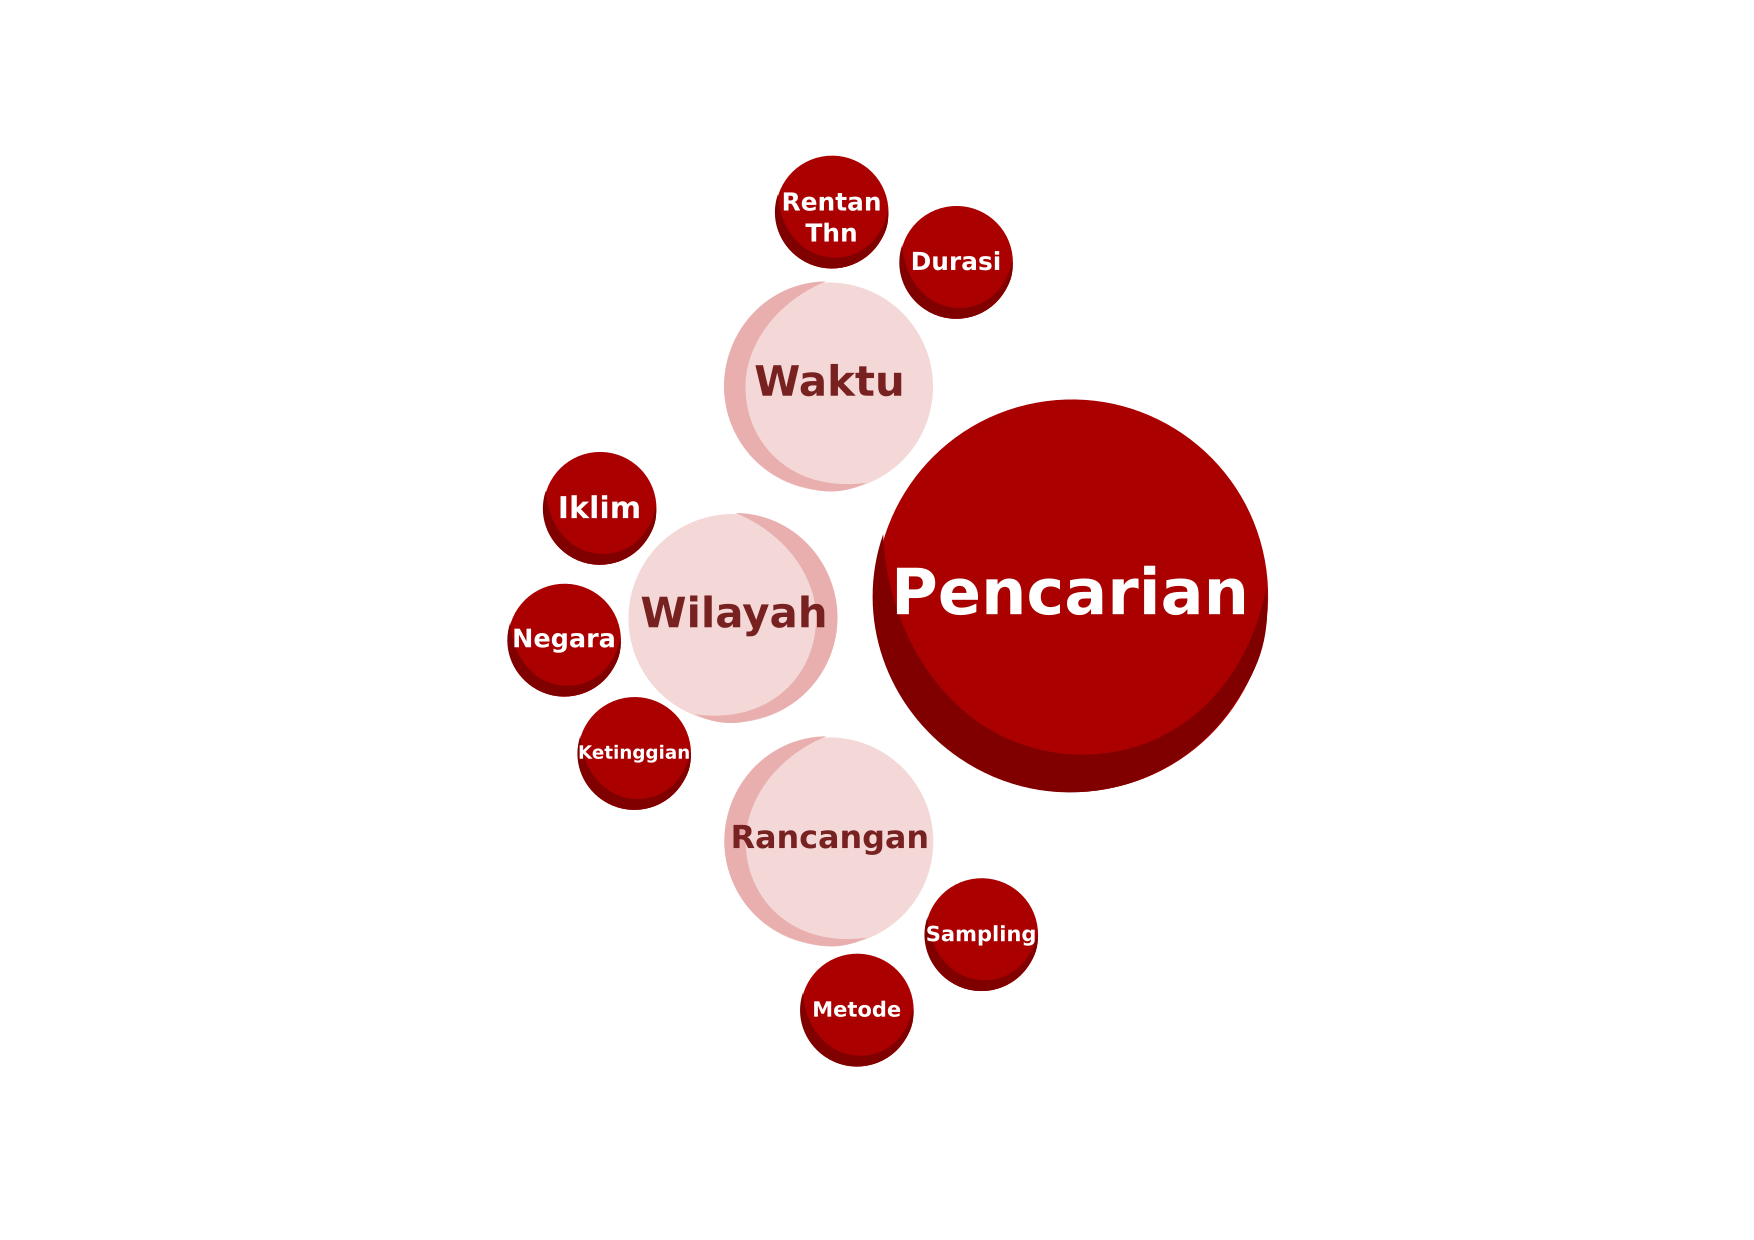 Rentan
Thn
Durasi
Waktu
Iklim
Pencarian
Wilayah
Negara
Ketinggian
Rancangan
Sampling
Metode